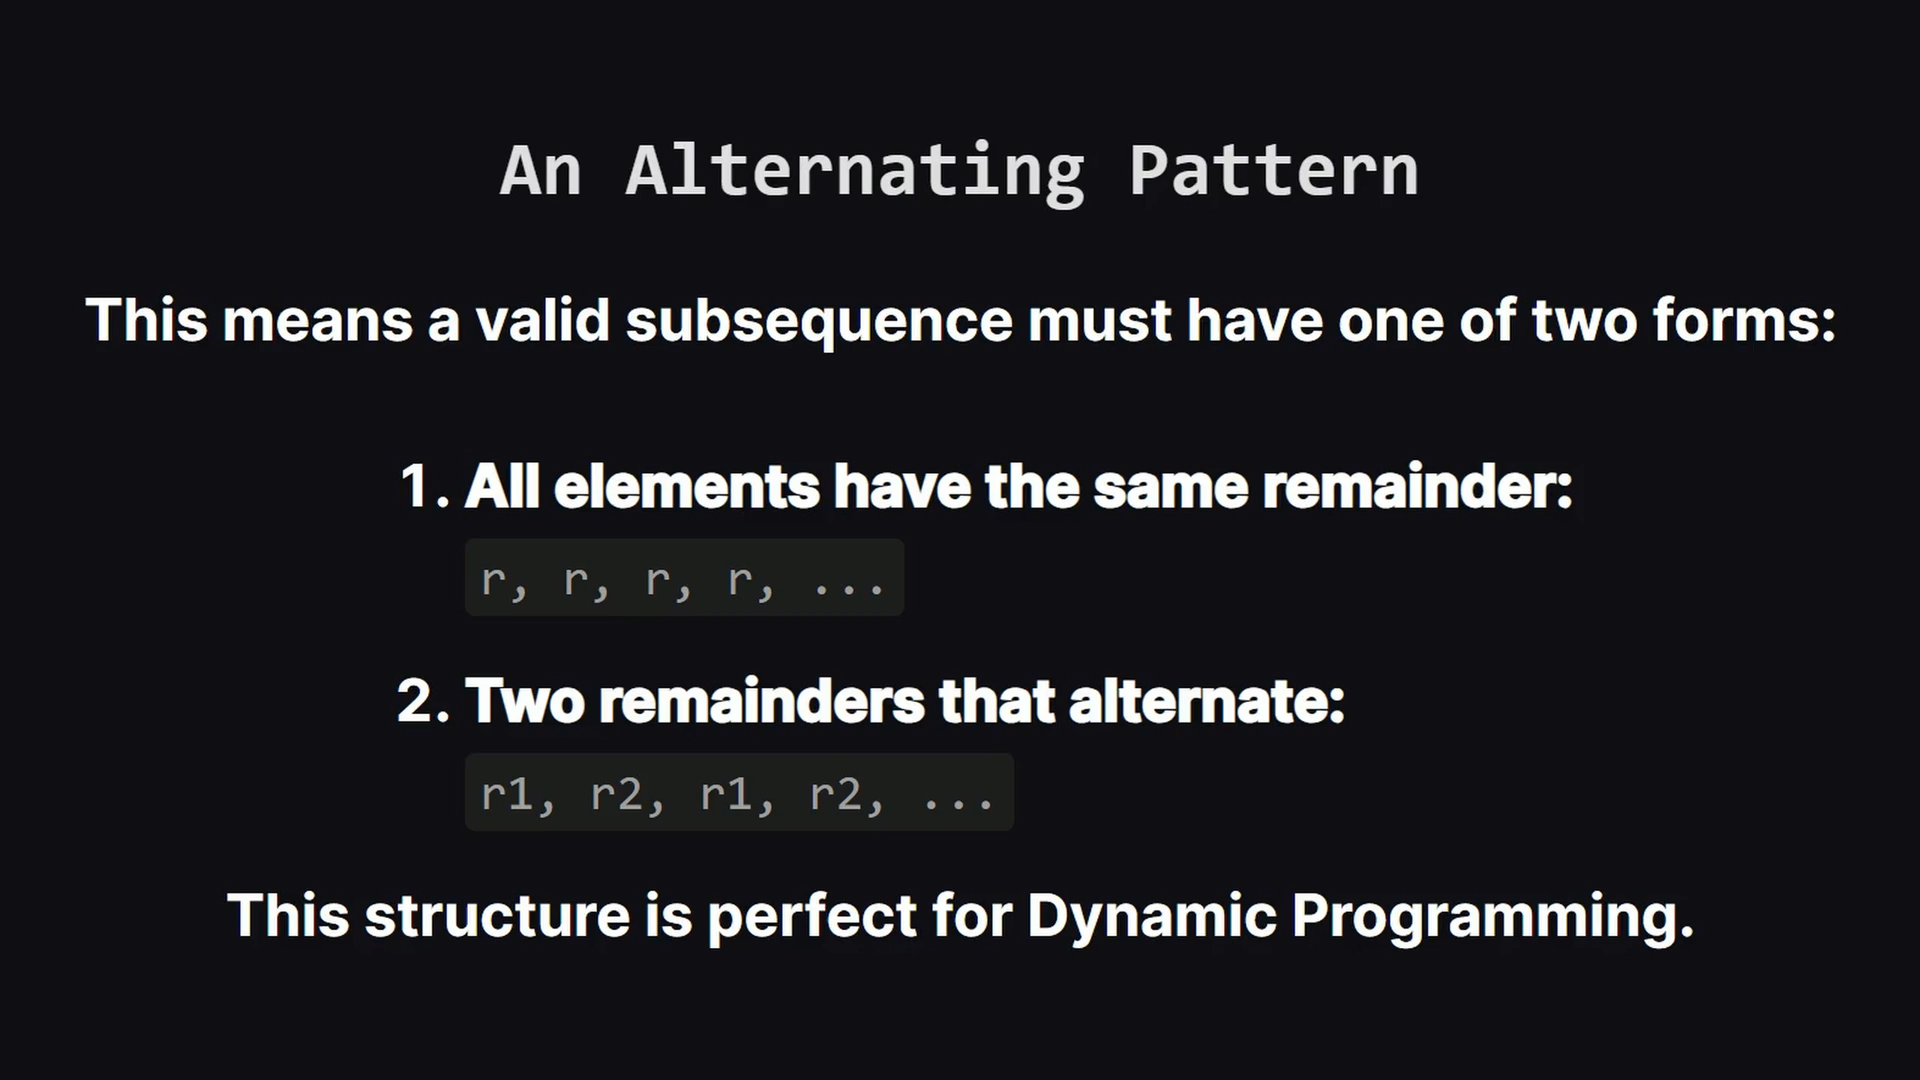 An Alternating Pattern
This means a valid subsequence must have one of two forms:
1. All elements have the same remainder:
r, r, r, r, ...
2. Two remainders that alternate:
r1, r2, r1, r2, ...
This structure is perfect for Dynamic Programming.